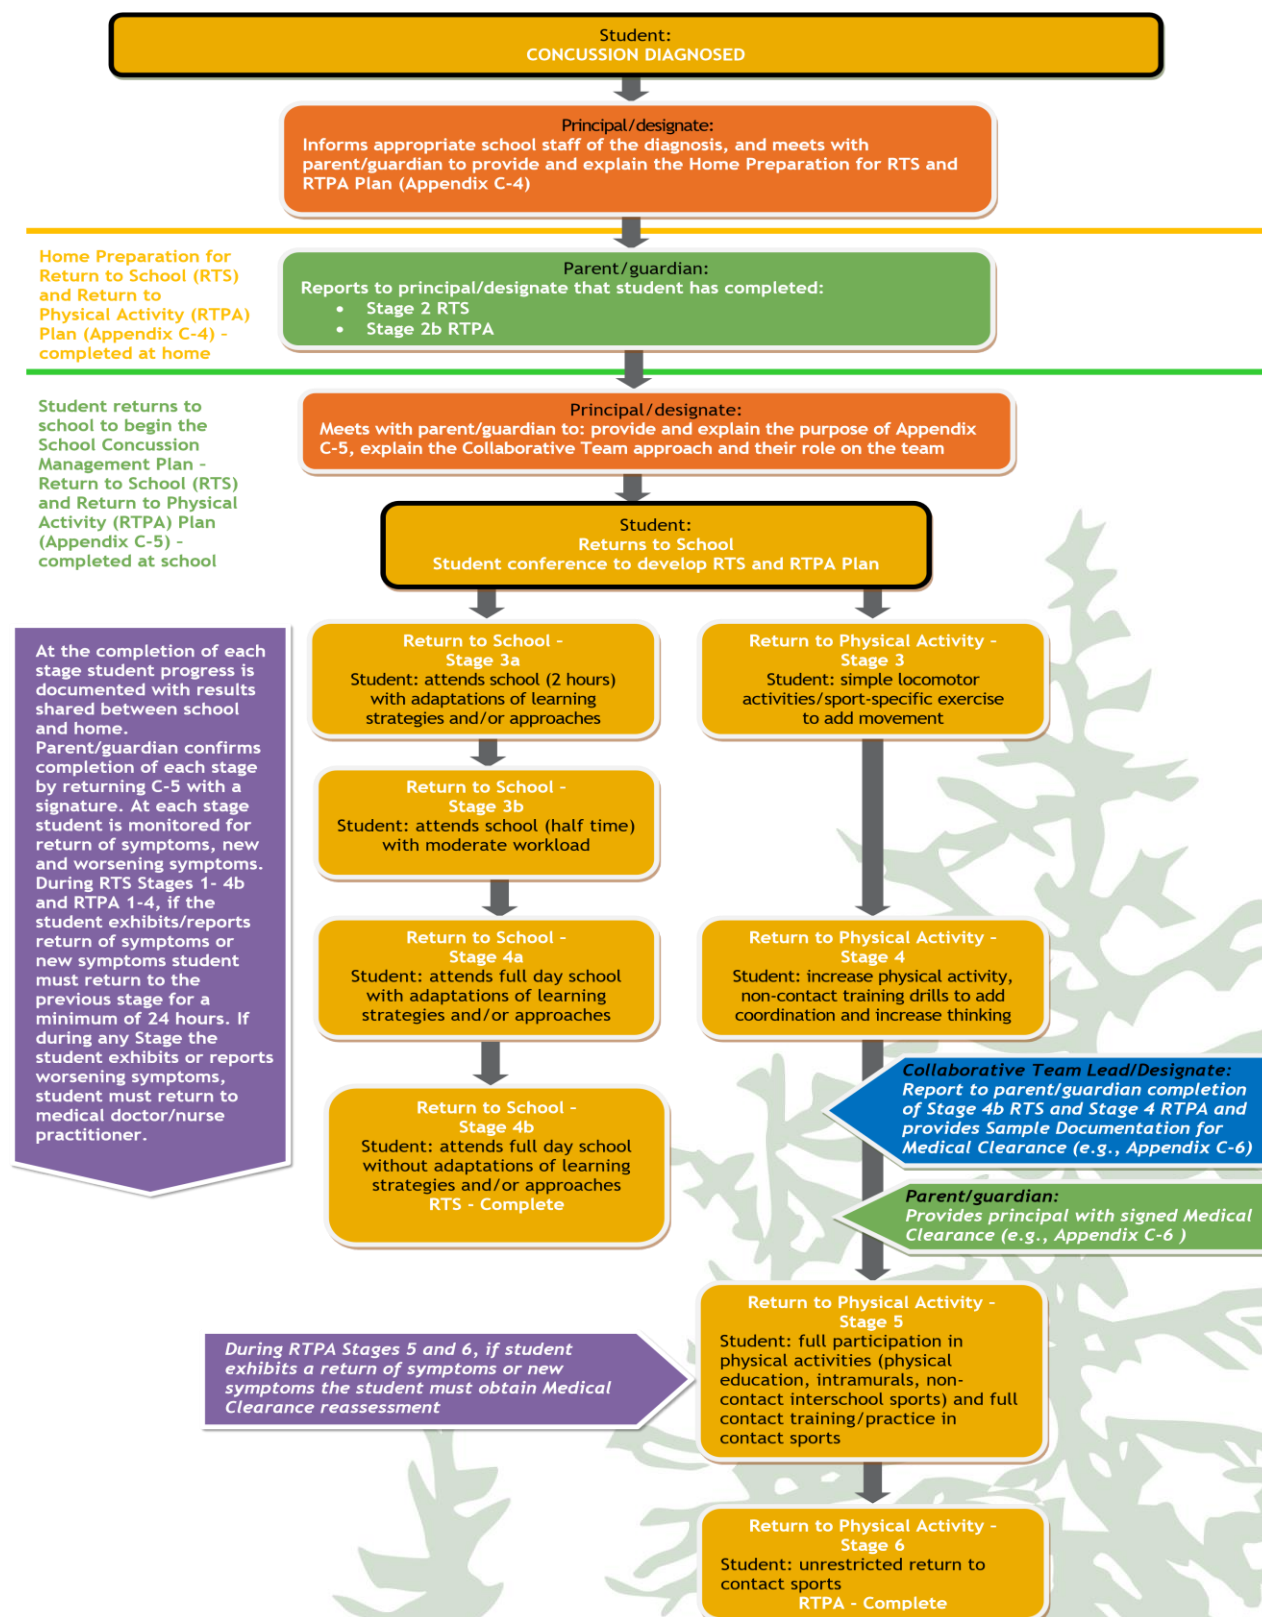 Student:
CONCUSSION DIAGNOSED
Principal/designate:
Informs appropriate school staff of the diagnosis, and meets with
parent/guardian to provide and explain the Home Preparation for RTS and
RTPA Plan (Appendix C-4)
Home Preparation for
Return to School (RTS)
and Return to
Physical Activity (RTPA)
Plan (Appendix C-4) -
completed at home
Parent/guardian:
Reports to principal/designate that student has completed:
• Stage 2 RTS
• Stage 2b RTPA
Student returns to
school to begin the
School Concussion
Management Plan -
Return to School (RTS)
and Return to Physical
Activity (RTPA) Plan
(Appendix C-5) -
completed at school
Principal/designate:
Meets with parent/guardian to: provide and explain the purpose of Appendix
C-5, explain the Collaborative Team approach and their role on the team
Student:
Returns to School
Student conference to develop RTS and RTPA Plan
At the completion of each
stage student progress is
documented with results
shared between school
and home.
Parent/guardian confirms
completion of each stage
by returning C-5 with a
signature. At each stage
student is monitored for
return of symptoms, new
and worsening symptoms.
During RTS Stages 1- 4b
and RTPA 1-4, if the
student exhibits/reports
return of symptoms or
new symptoms student
must return to the
previous stage for a
minimum of 24 hours. If
during any Stage the
student exhibits or reports
worsening symptoms,
student must return to
medical doctor/nurse
practitioner.
Return to School -
Stage 3a
Student: attends school (2 hours)
with adaptations of learning
strategies and/or approaches
Return to School -
Stage 3b
Student: attends school (half time)
with moderate workload
Return to School -
Stage 4a
Student: attends full day school
with adaptations of learning
strategies and/or approaches
Return to School -
Stage 4b
Student: attends full day school
without adaptations of learning
strategies and/or approaches
RTS - Complete
Return to Physical Activity -
Stage 3
Student: simple locomotor
activities/sport-specific exercise
to add movement
Return to Physical Activity -
Stage 4
Student: increase physical activity,
non-contact training drills to add
coordination and increase thinking
Collaborative Team Lead/Designate:
Report to parent/guardian completion
of Stage 4b RTS and Stage 4 RTPA and
provides Sample Documentation for
Medical Clearance (e.g., Appendix C-6)
Parent/guardian:
Provides principal with signed Medical
Clearance (e.g., Appendix C-6 )
During RTPA Stages 5 and 6, if student
exhibits a return of symptoms or new
symptoms the student must obtain Medical
Clearance reassessment
Return to Physical Activity -
Stage 5
Student: full participation in
physical activities (physical
education, intramurals, non-
contact interschool sports) and full
contact training/practice in
contact sports
Return to Physical Activity -
Stage 6
Student: unrestricted return to
contact sports
RTPA - Complete